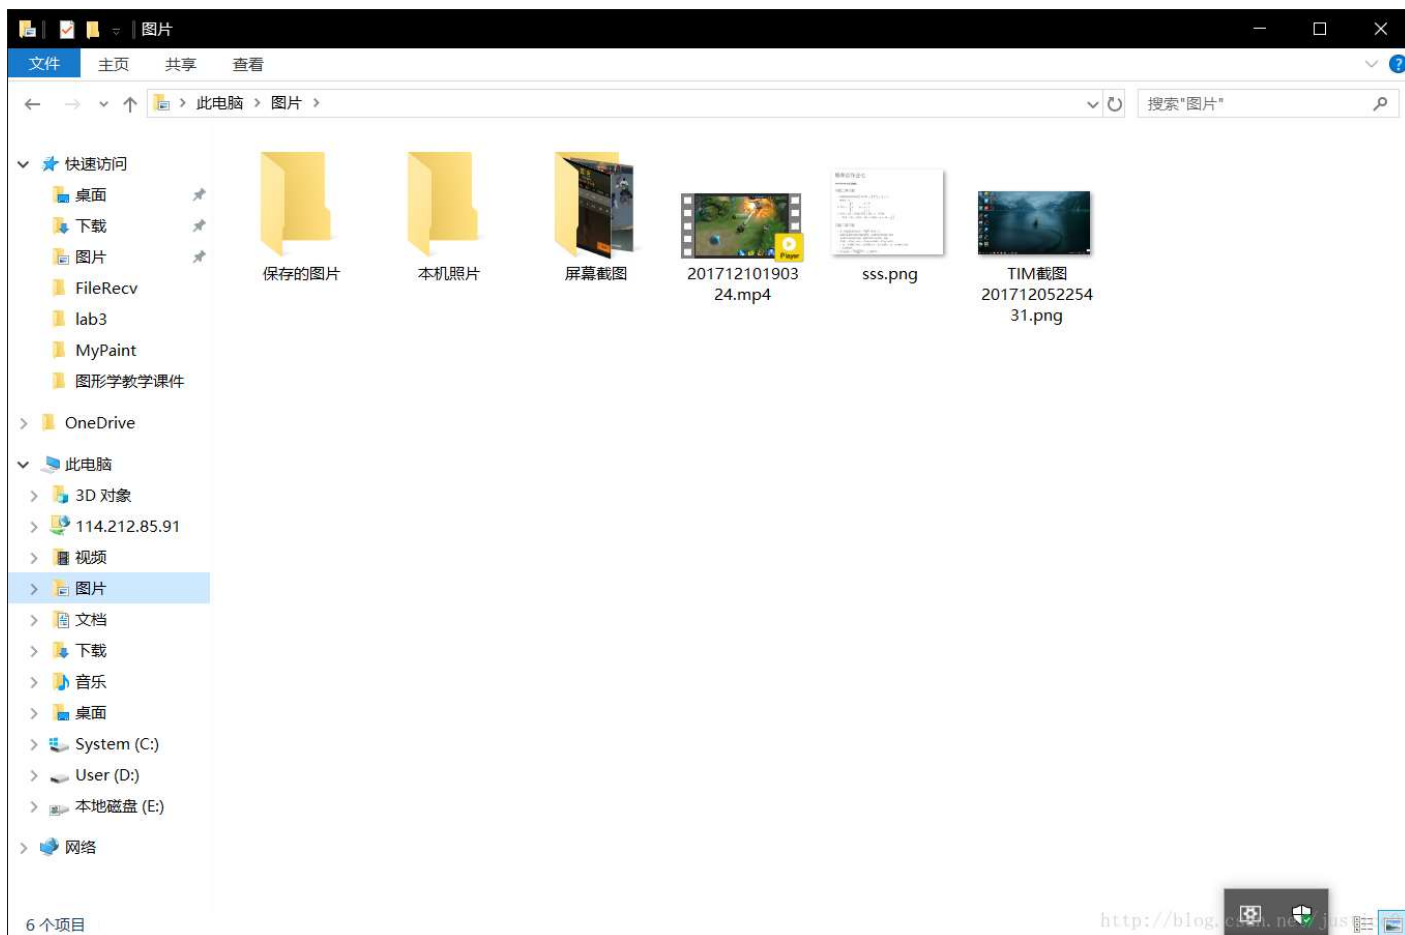 图片
文件 主页 共享 查看
此电脑 图片
搜索"图片"
快速访问
桌面
下载
图片
FileRecv
lab3
MyPaint
图形学教学课件
OneDrive
此电脑
3D 对象
114.212.85.91
视频
图片
文档
下载
音乐
桌面
System (C:)
User (D:)
本地磁盘 (E:)
网络
保存的图片
本机照片
屏幕截图
201712101903
24.mp4
Player
sss.png
TIM截图
201712052254
31.png
6 个项目